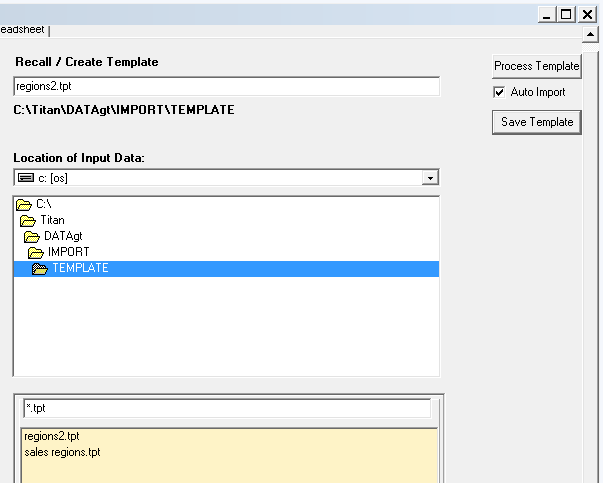 eadsheet
Recall / Create Template
Process Template
regions2.tpt
Auto Import
C:\Titan\DATAgt\IMPORT\TEMPLATE
Save Template
Location of Input Data:
c: [os]
C:\
Titan
DATAgt
IMPORT
TEMPLATE
*.tpt
regions2.tpt
sales regions.tpt